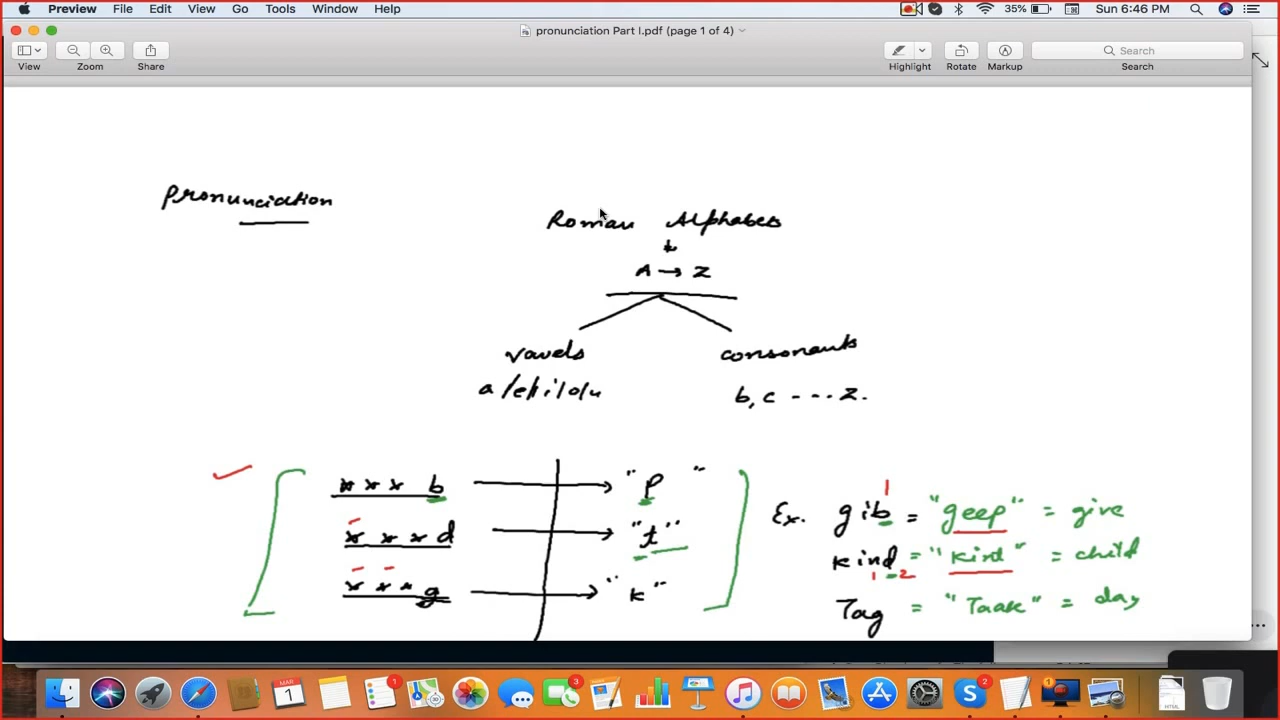 Preview File Edit View Go Tools Window Help 35% Sun 6:46 PM
pronunciation Part I.pdf (page 1 of 4)
View Zoom Share Highlight Rotate Markup Search
Search
Pronunciation
Roman Alphabets
A → Z
vowels consonants
a/e/i/o/u b, c - - - z.
* * * b → "p" Ex. gib = "geep" = give
* * * d → "t" kind = "kint" = child
* * * g → "k" Tag = "Taak" = day